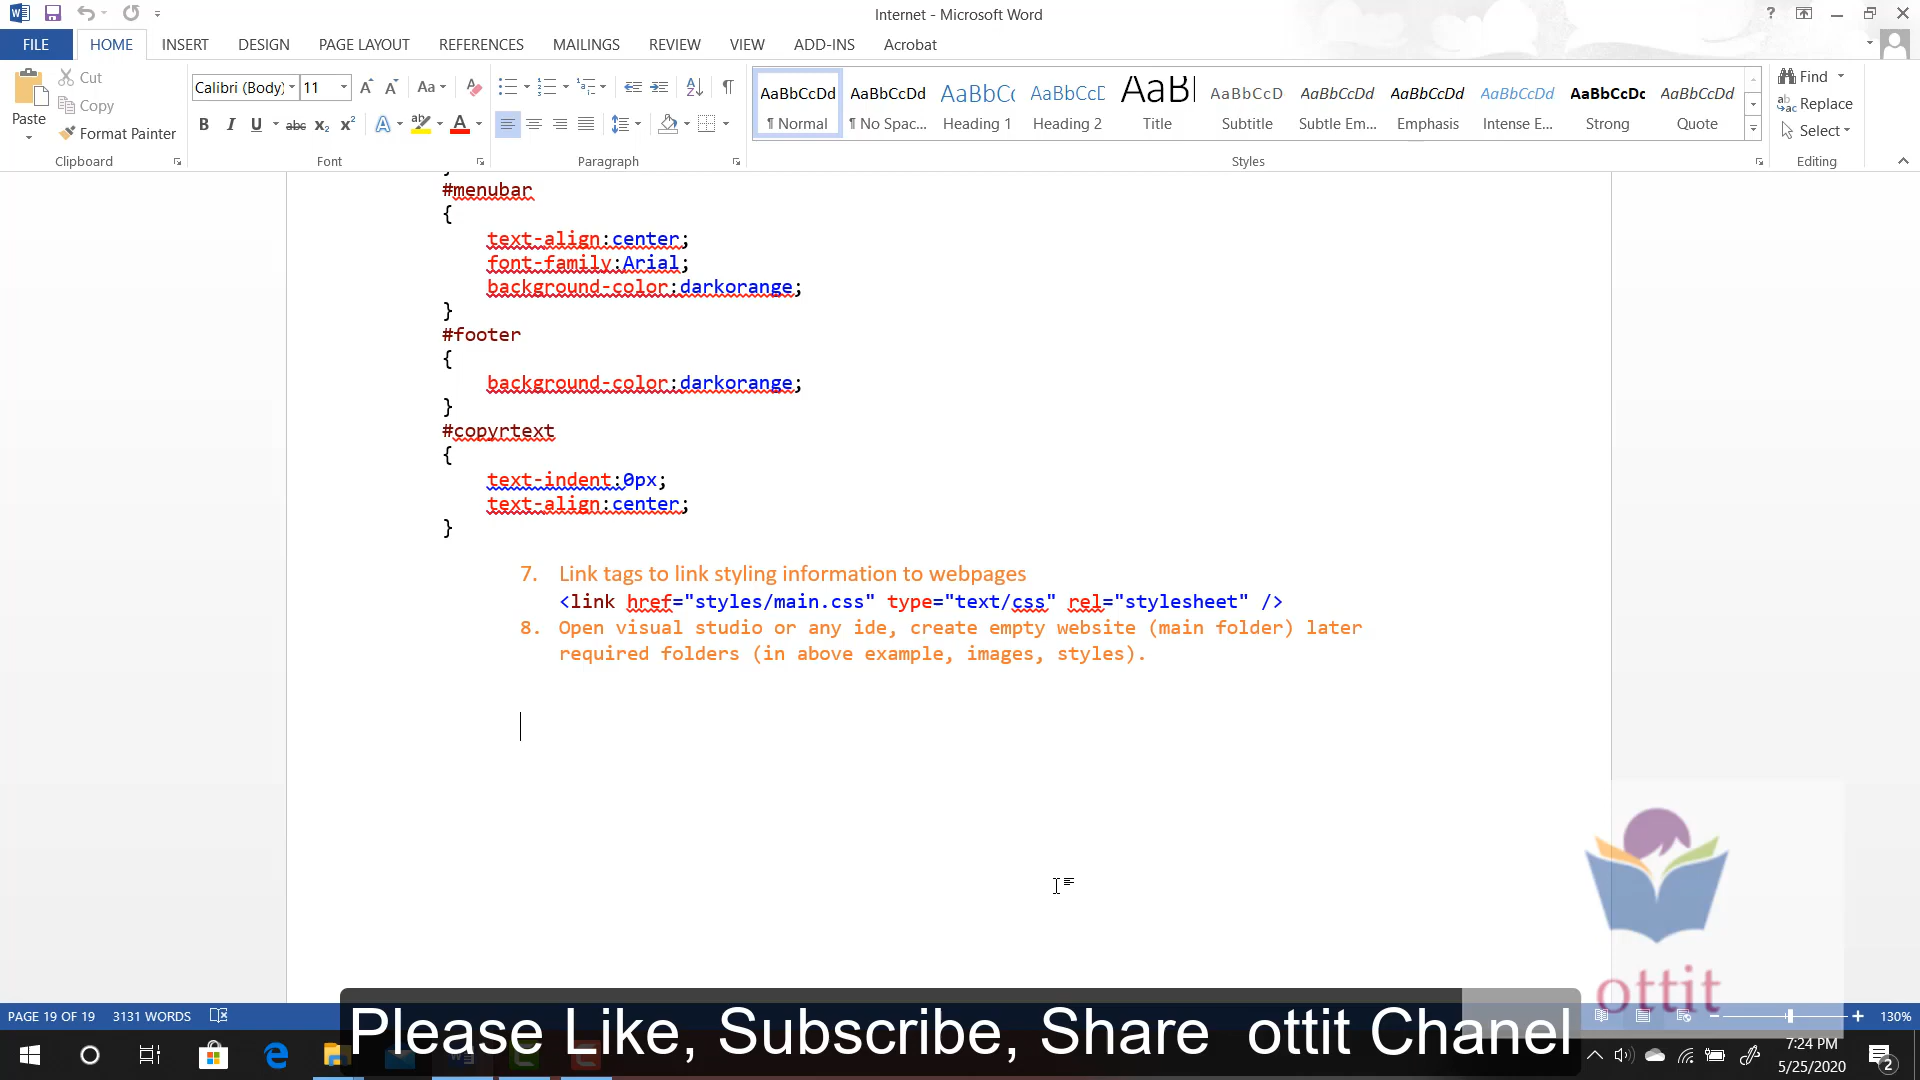 Internet - Microsoft Word
?
FILE
HOME
INSERT
DESIGN
PAGE LAYOUT
REFERENCES
MAILINGS
REVIEW
VIEW
ADD-INS
Acrobat
Paste
Cut
Copy
Format Painter
Clipboard
Calibri (Body)
11
Font
Paragraph
AaBbCcDd
¶ Normal
AaBbCcDd
¶ No Spac...
AaBbC
Heading 1
AaBbCc
Heading 2
AaB
Title
AaBbCcD
Subtitle
AaBbCcDd
Subtle Em...
AaBbCcDd
Emphasis
AaBbCcDd
Intense E...
AaBbCcDc
Strong
AaBbCcDd
Quote
Styles
Find
Replace
Select
Editing
#menubar
{
text-align:center;
font-family:Arial;
background-color:darkorange;
}
#footer
{
background-color:darkorange;
}
#copyrtext
{
text-indent:0px;
text-align:center;
}
7. Link tags to link styling information to webpages
<link href="styles/main.css" type="text/css" rel="stylesheet" />
8. Open visual studio or any ide, create empty website (main folder) later
required folders (in above example, images, styles).
ottit
PAGE 19 OF 19
3131 WORDS
130%
Please Like, Subscribe, Share ottit Chanel
7:24 PM
5/25/2020
2